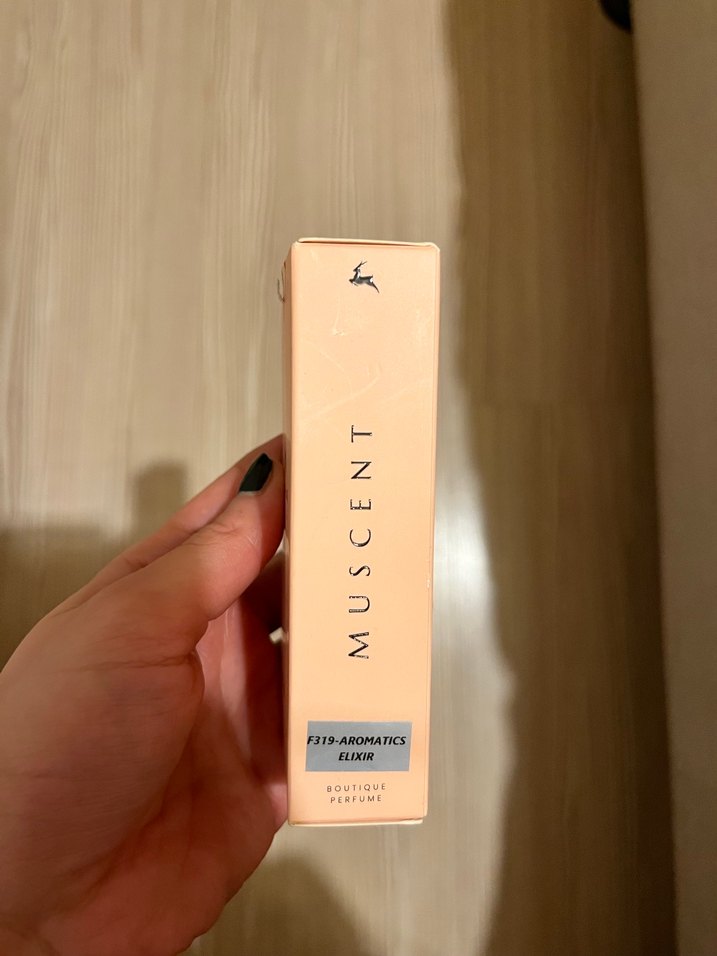 MUSCENT
F319-AROMATICS
ELIXIR
BOUTIQUE
PERFUME